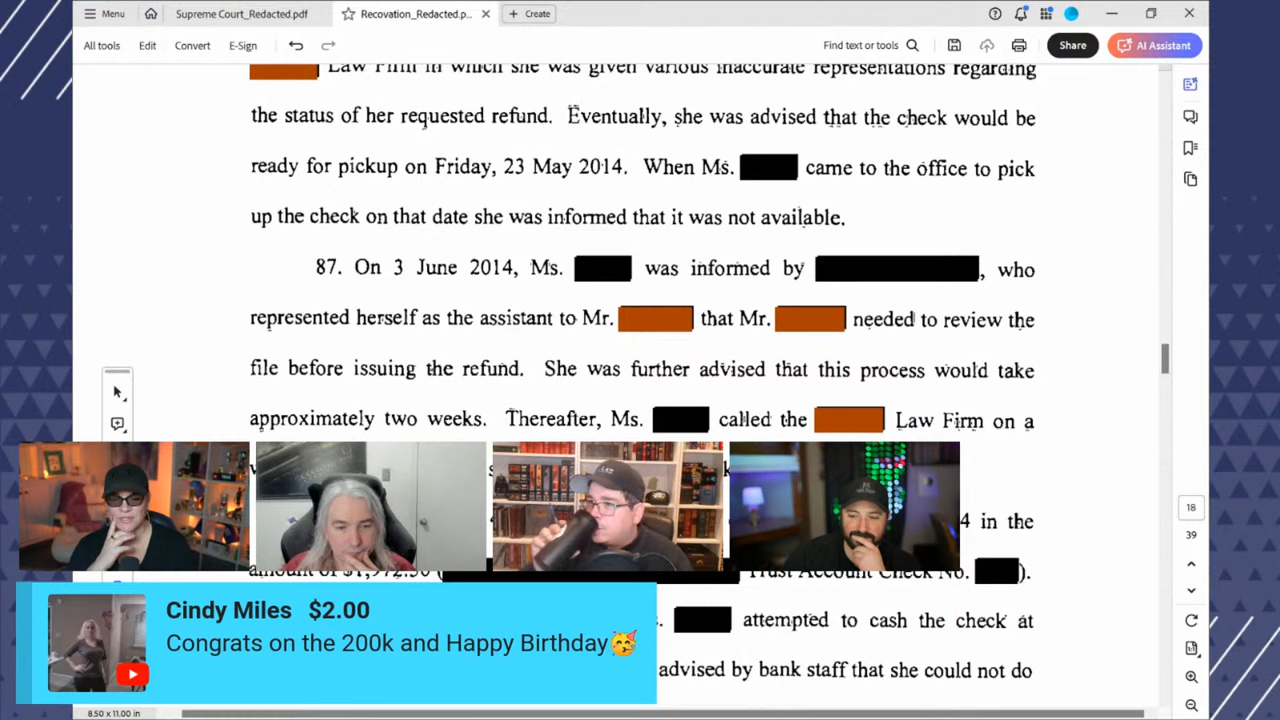 Menu
Supreme Court_Redacted.pdf
Recovation_Redacted.p...
Create
All tools Edit Convert E-Sign
Find text or tools
Share
AI Assistant
Law Firm in which she was given various inaccurate representations regarding
the status of her requested refund. Eventually, she was advised that the check would be
ready for pickup on Friday, 23 May 2014. When Ms. came to the office to pick
up the check on that date she was informed that it was not available.
87. On 3 June 2014, Ms. was informed by , who
represented herself as the assistant to Mr. that Mr. needed to review the
file before issuing the refund. She was further advised that this process would take
approximately two weeks. Thereafter, Ms. called the Law Firm on a
4 in the
amount of $1,972.50 ( Trust Account Check No. ).
attempted to cash the check at
advised by bank staff that she could not do
18
39
Cindy Miles $2.00
Congrats on the 200k and Happy Birthday🥳
8.50 x 11.00 in